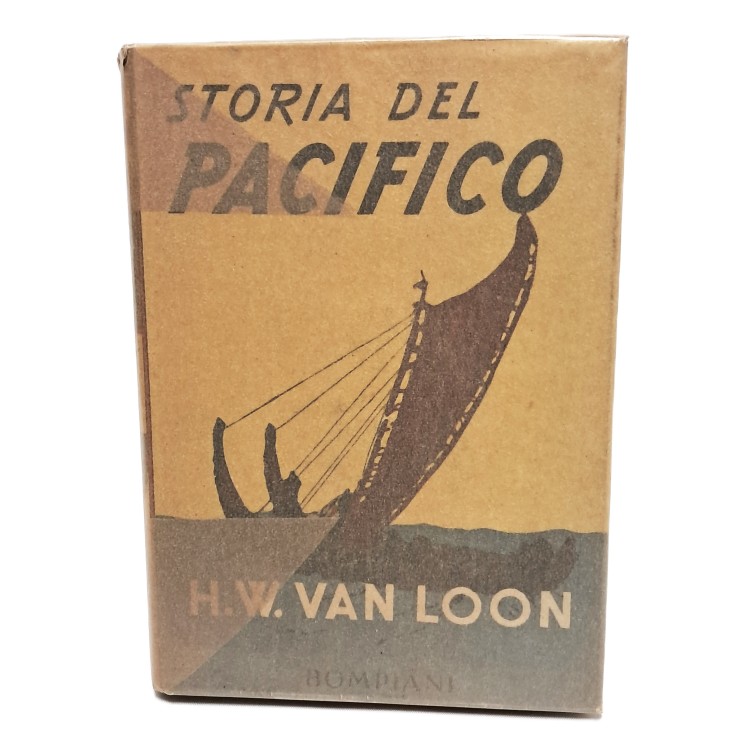 STORIA DEL
PACIFICO
H.W. VAN LOON
BOMPIANI